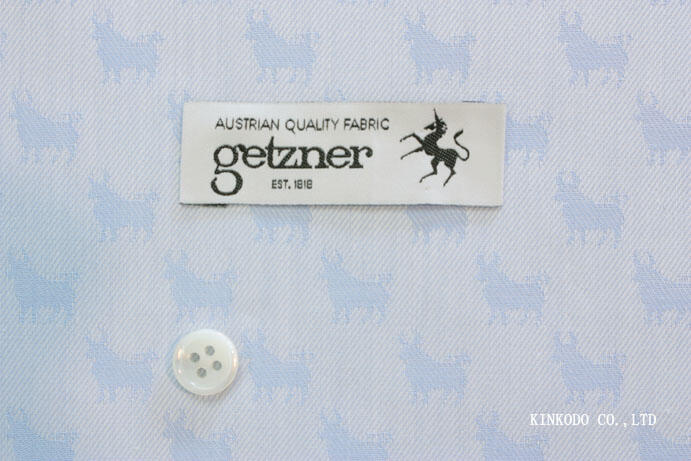 AUSTRIAN QUALITY FABRIC
getzner
EST. 1818
KINKODO CO.,LTD